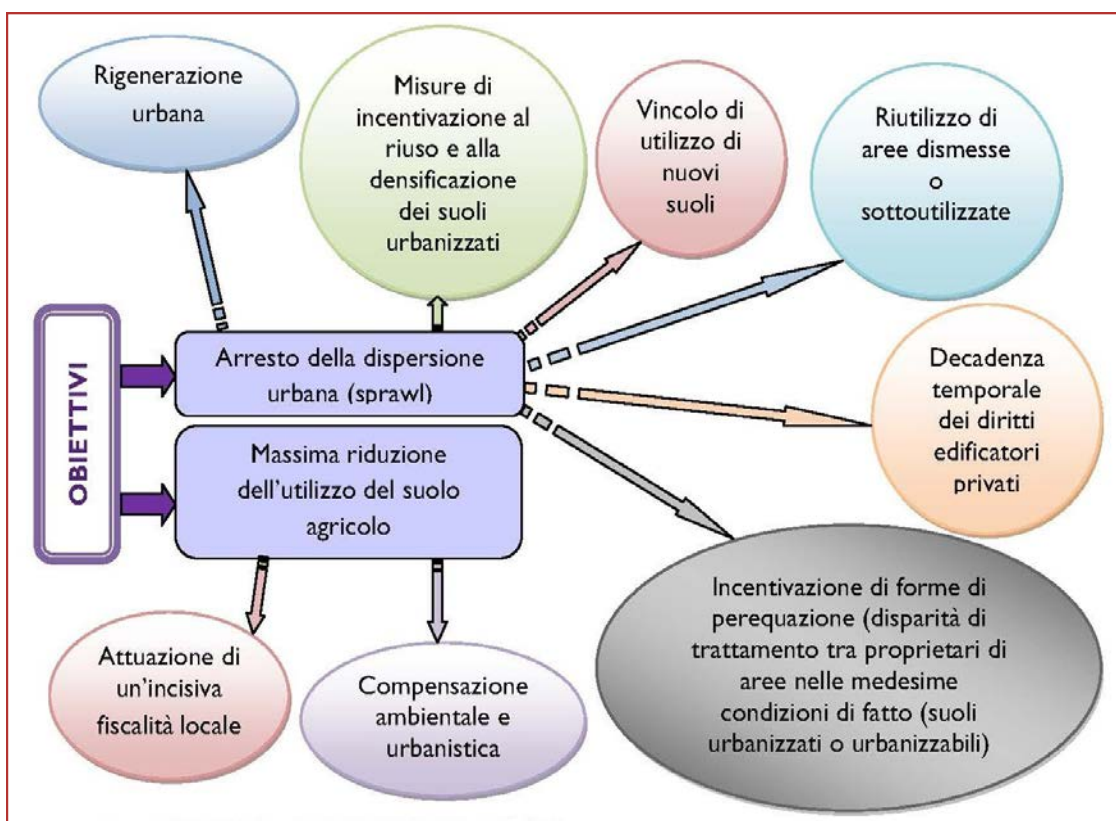 Rigenerazione
urbana
Misure di
incentivazione al
riuso e alla
densificazione
dei suoli
urbanizzati
Vincolo di
utilizzo di
nuovi
suoli
Riutilizzo di
aree dismesse
o
sottoutilizzate
OBIETTIVI
Arresto della dispersione
urbana (sprawl)
Decadenza
temporale
dei diritti
edificatori
privati
Massima riduzione
dell'utilizzo del suolo
agricolo
Attuazione di
un'incisiva
fiscalità locale
Compensazione
ambientale e
urbanistica
Incentivazione di forme di
perequazione (disparità di
trattamento tra proprietari di
aree nelle medesime
condizioni di fatto (suoli
urbanizzati o urbanizzabili)